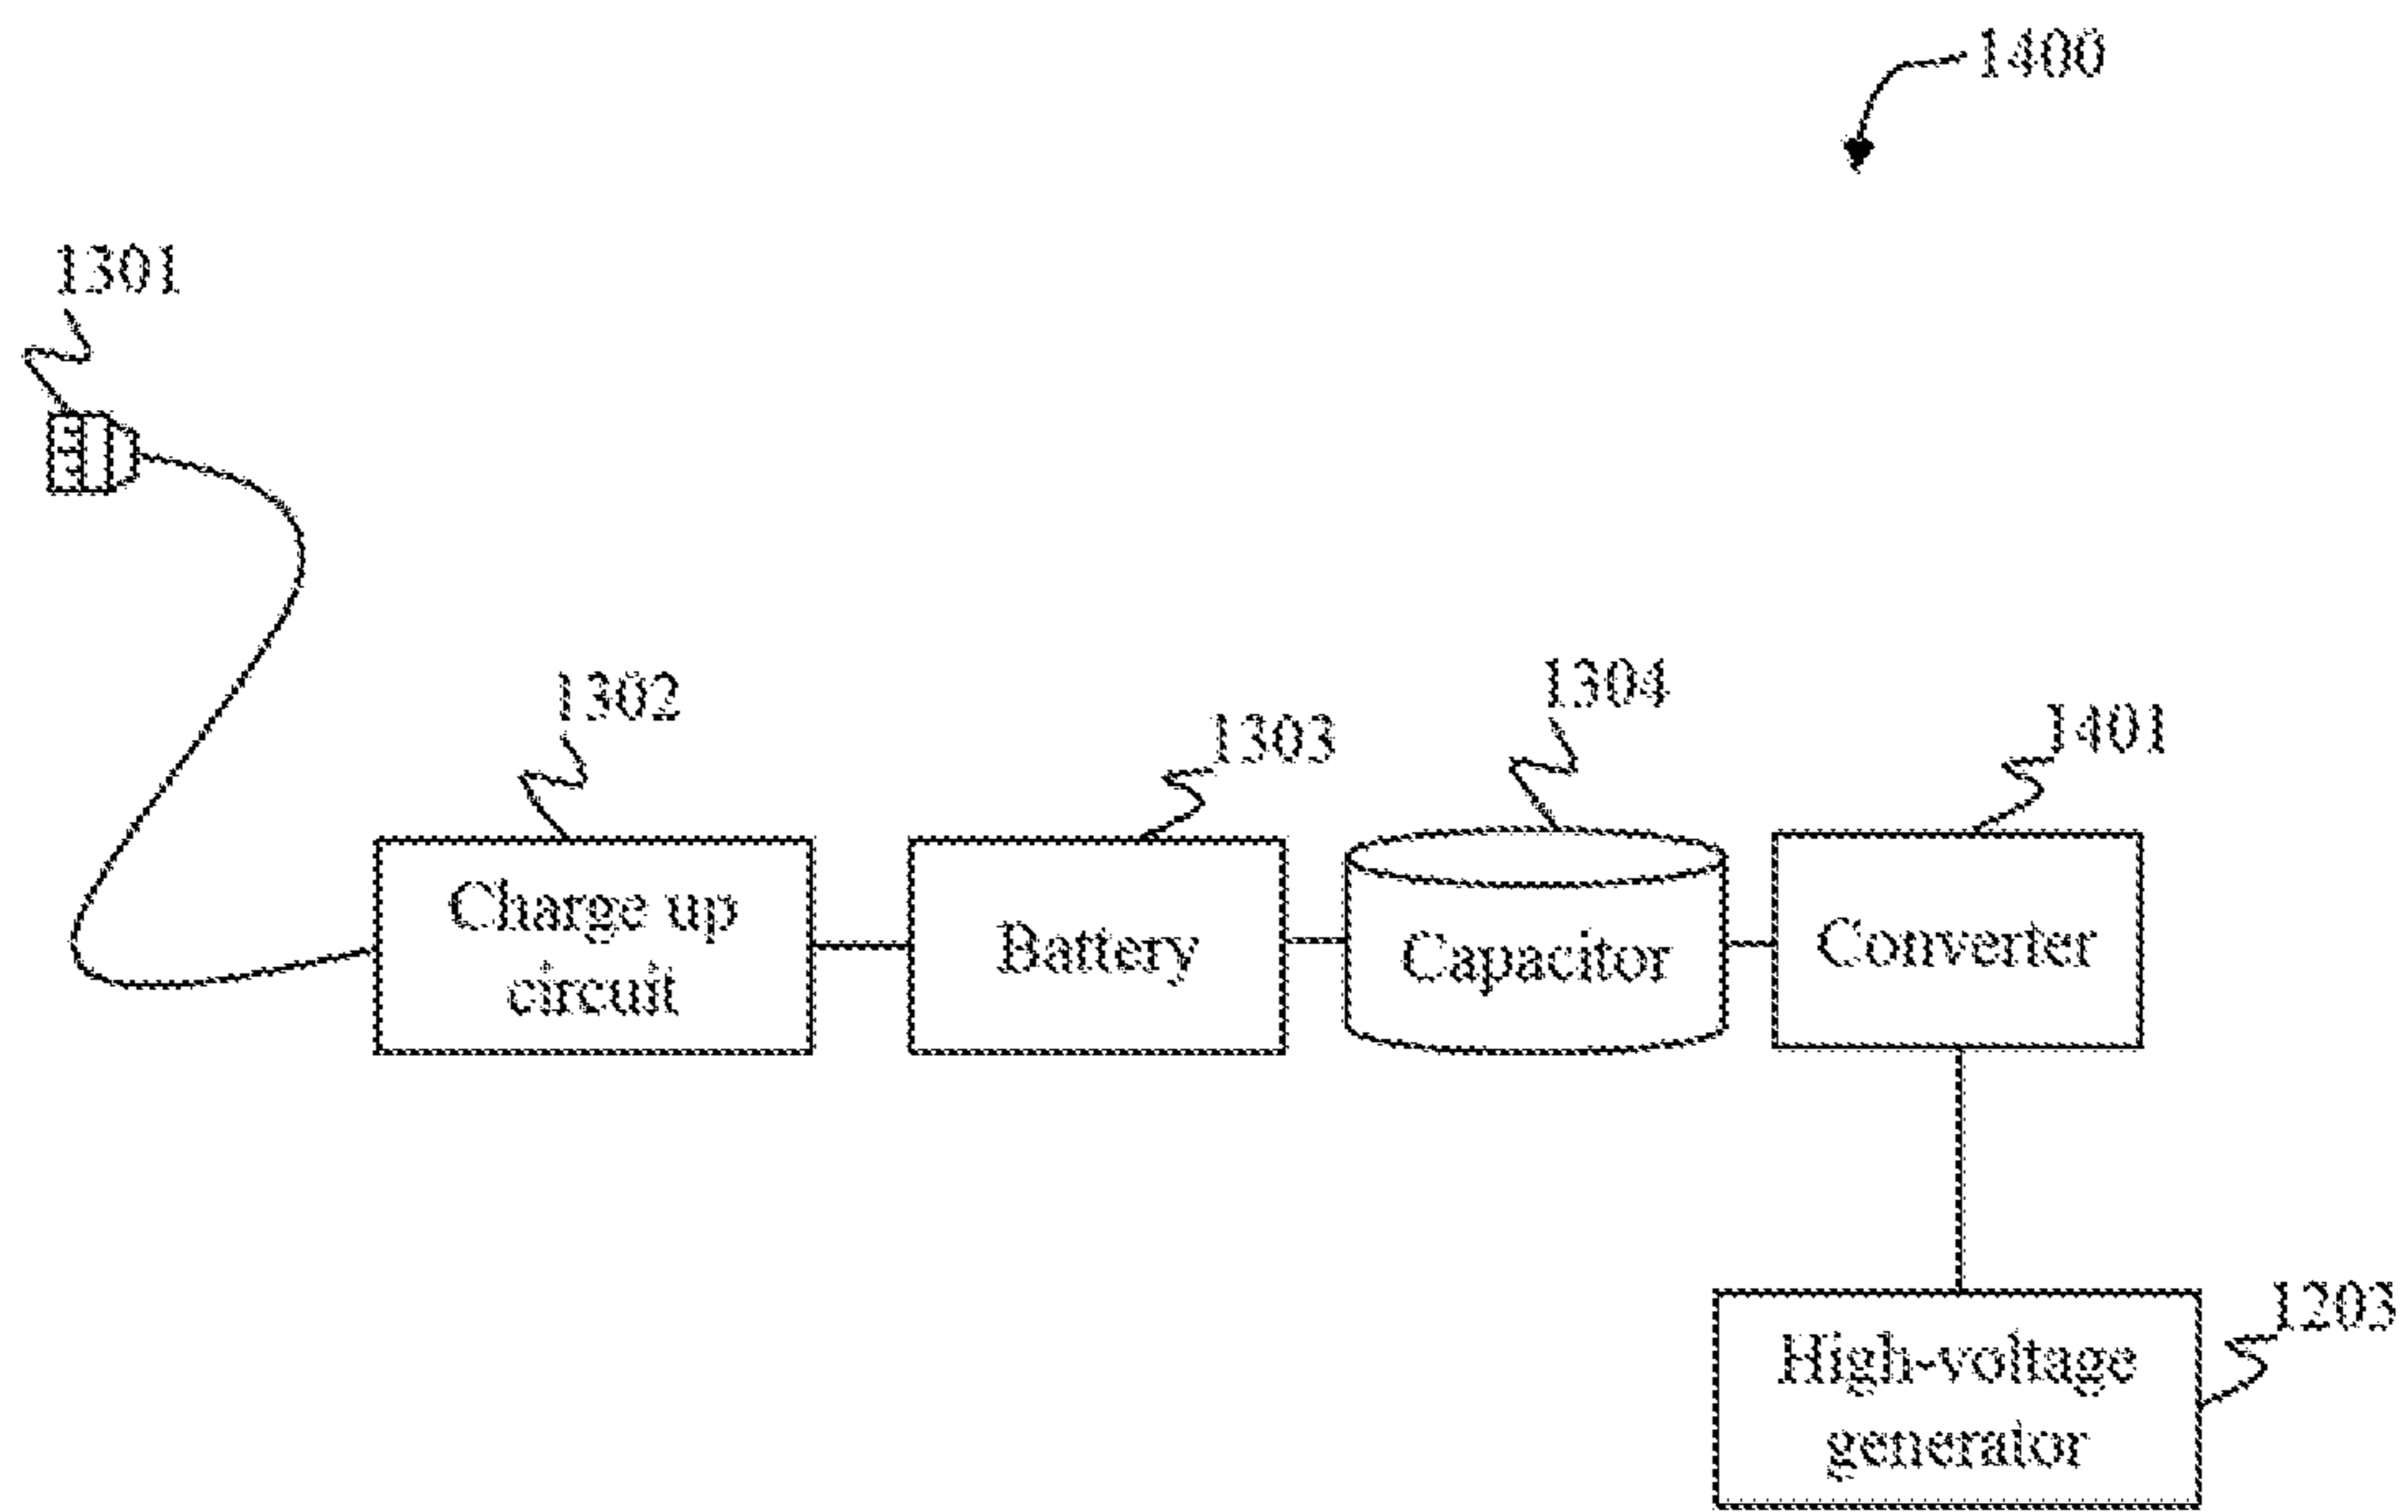 1400
1301
1302
1303
1304
1401
Charge up
circuit
Battery
Capacitor
Converter
1203
High-voltage
generator